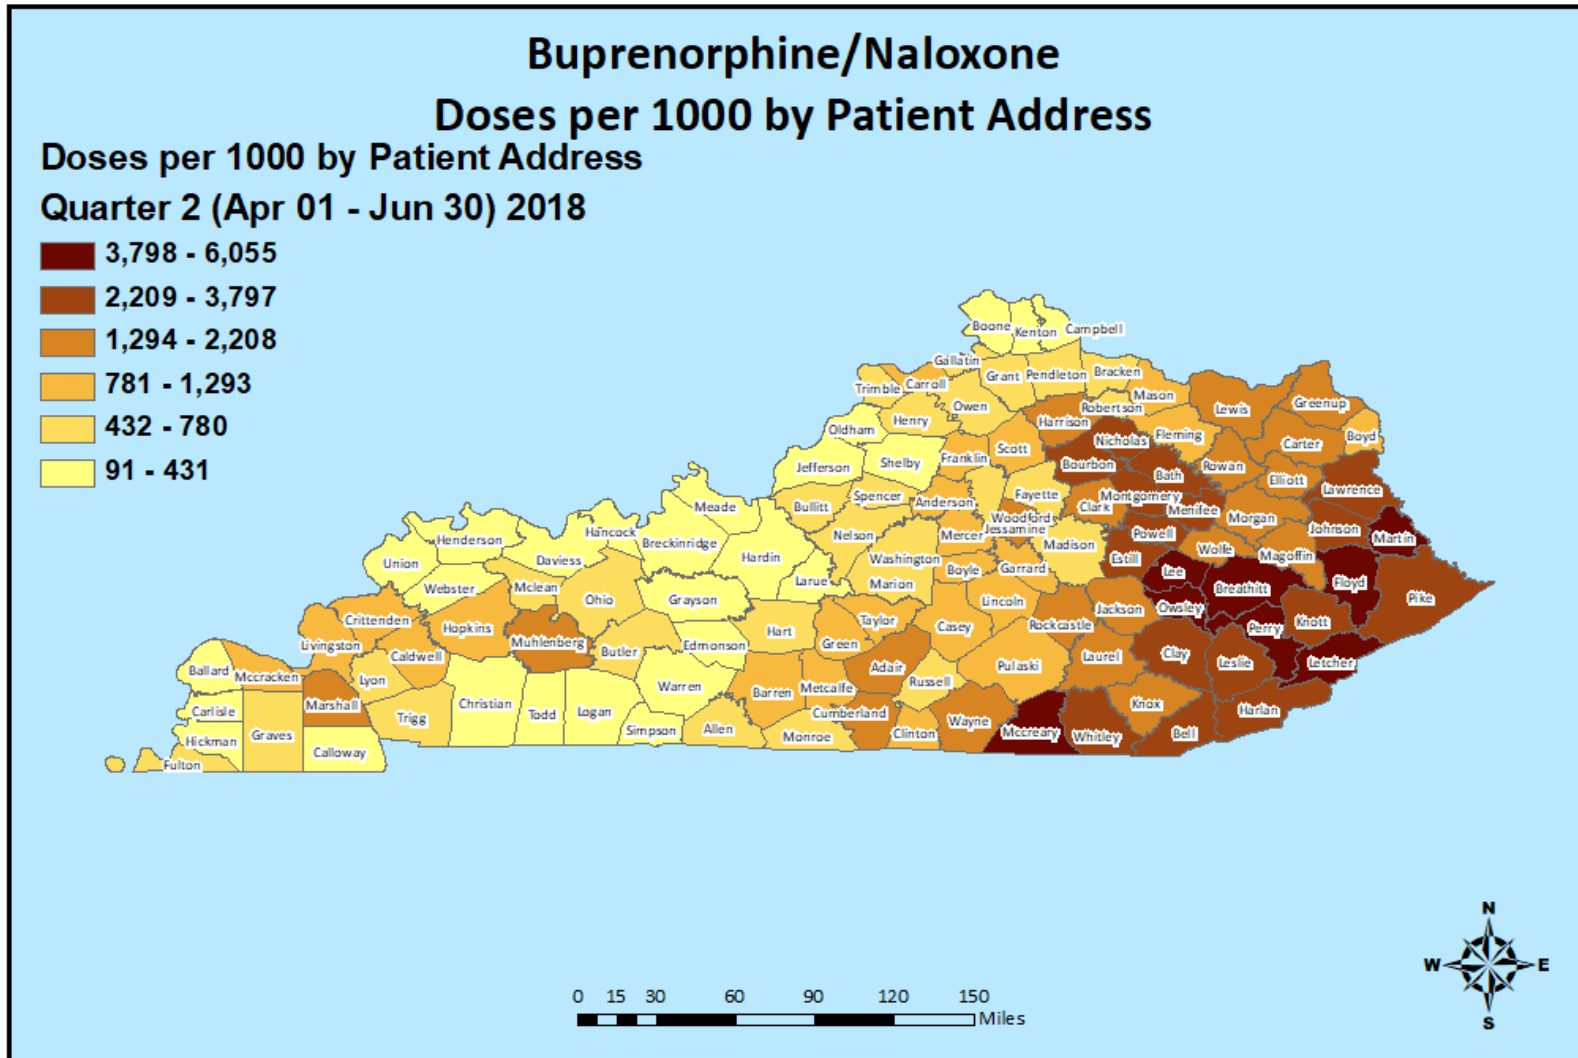 Buprenorphine/Naloxone
Doses per 1000 by Patient Address
Doses per 1000 by Patient Address
Quarter 2 (Apr 01 - Jun 30) 2018
3,798 - 6,055
2,209 - 3,797
1,294 - 2,208
781 - 1,293
432 - 780
91 - 431
Boone
Kenton
Campbell
Gallatin
Grant
Pendleton
Bracken
Trimble
Carroll
Mason
Owen
Robertson
Lewis
Greenup
Henry
Harrison
Oldham
Nicholas
Fleming
Carter
Boyd
Jefferson
Shelby
Franklin
Scott
Bourbon
Bath
Rowan
Elliott
Lawrence
Spencer
Anderson
Fayette
Clark
Montgomery
Menifee
Morgan
Bullitt
Woodford
Jessamine
Meade
Nelson
Mercer
Madison
Powell
Johnson
Martin
Hancock
Henderson
Breckinridge
Hardin
Washington
Estill
Wolfe
Magoffin
Union
Daviess
Larue
Marion
Boyle
Garrard
Lee
Breathitt
Floyd
Pike
Webster
Mclean
Ohio
Grayson
Lincoln
Jackson
Owsley
Perry
Knott
Crittenden
Hopkins
Muhlenberg
Butler
Edmonson
Hart
Green
Taylor
Casey
Rockcastle
Livingston
Caldwell
Clay
Leslie
Letcher
Ballard
Mccracken
Lyon
Warren
Barren
Metcalfe
Adair
Russell
Pulaski
Laurel
Carlisle
Marshall
Trigg
Christian
Todd
Logan
Simpson
Allen
Monroe
Cumberland
Clinton
Wayne
Mccreary
Whitley
Knox
Bell
Harlan
Hickman
Graves
Calloway
Fulton
N
W
E
S
0 15 30 60 90 120 150
Miles